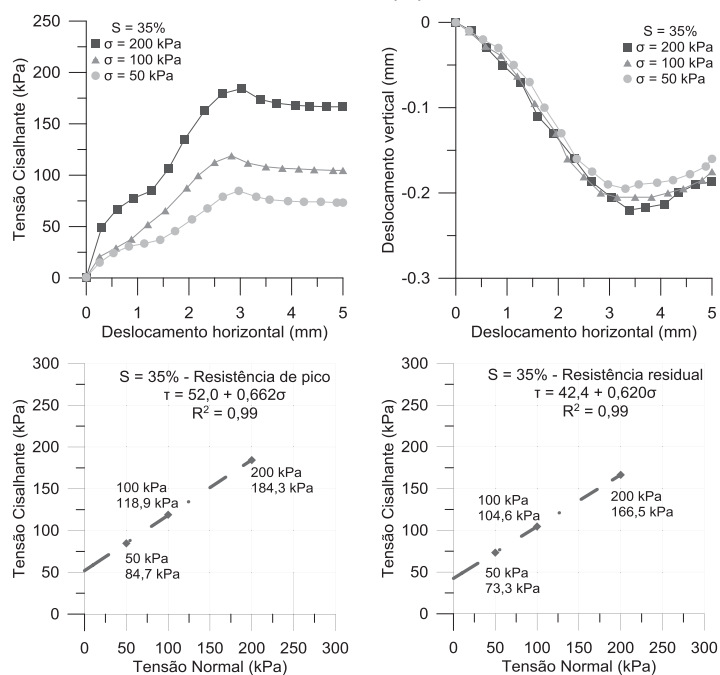 S = 35%
σ = 200 kPa
σ = 100 kPa
σ = 50 kPa
Tensão Cisalhante (kPa)
250
200
150
100
50
0
0 1 2 3 4 5
Deslocamento horizontal (mm)
S = 35%
σ = 200 kPa
σ = 100 kPa
σ = 50 kPa
Deslocamento vertical (mm)
0
-0.1
-0.2
-0.3
0 1 2 3 4 5
Deslocamento horizontal (mm)
S = 35% - Resistência de pico
τ = 52,0 + 0,662σ
R² = 0,99
Tensão Cisalhante (kPa)
300
250
200
150
100
50
0
100 kPa
118,9 kPa
200 kPa
184,3 kPa
50 kPa
84,7 kPa
0 50 100 150 200 250 300
Tensão Normal (kPa)
S = 35% - Resistência residual
τ = 42,4 + 0,620σ
R² = 0,99
Tensão Cisalhante (kPa)
300
250
200
150
100
50
0
100 kPa
104,6 kPa
200 kPa
166,5 kPa
50 kPa
73,3 kPa
0 50 100 150 200 250 300
Tensão Normal (kPa)